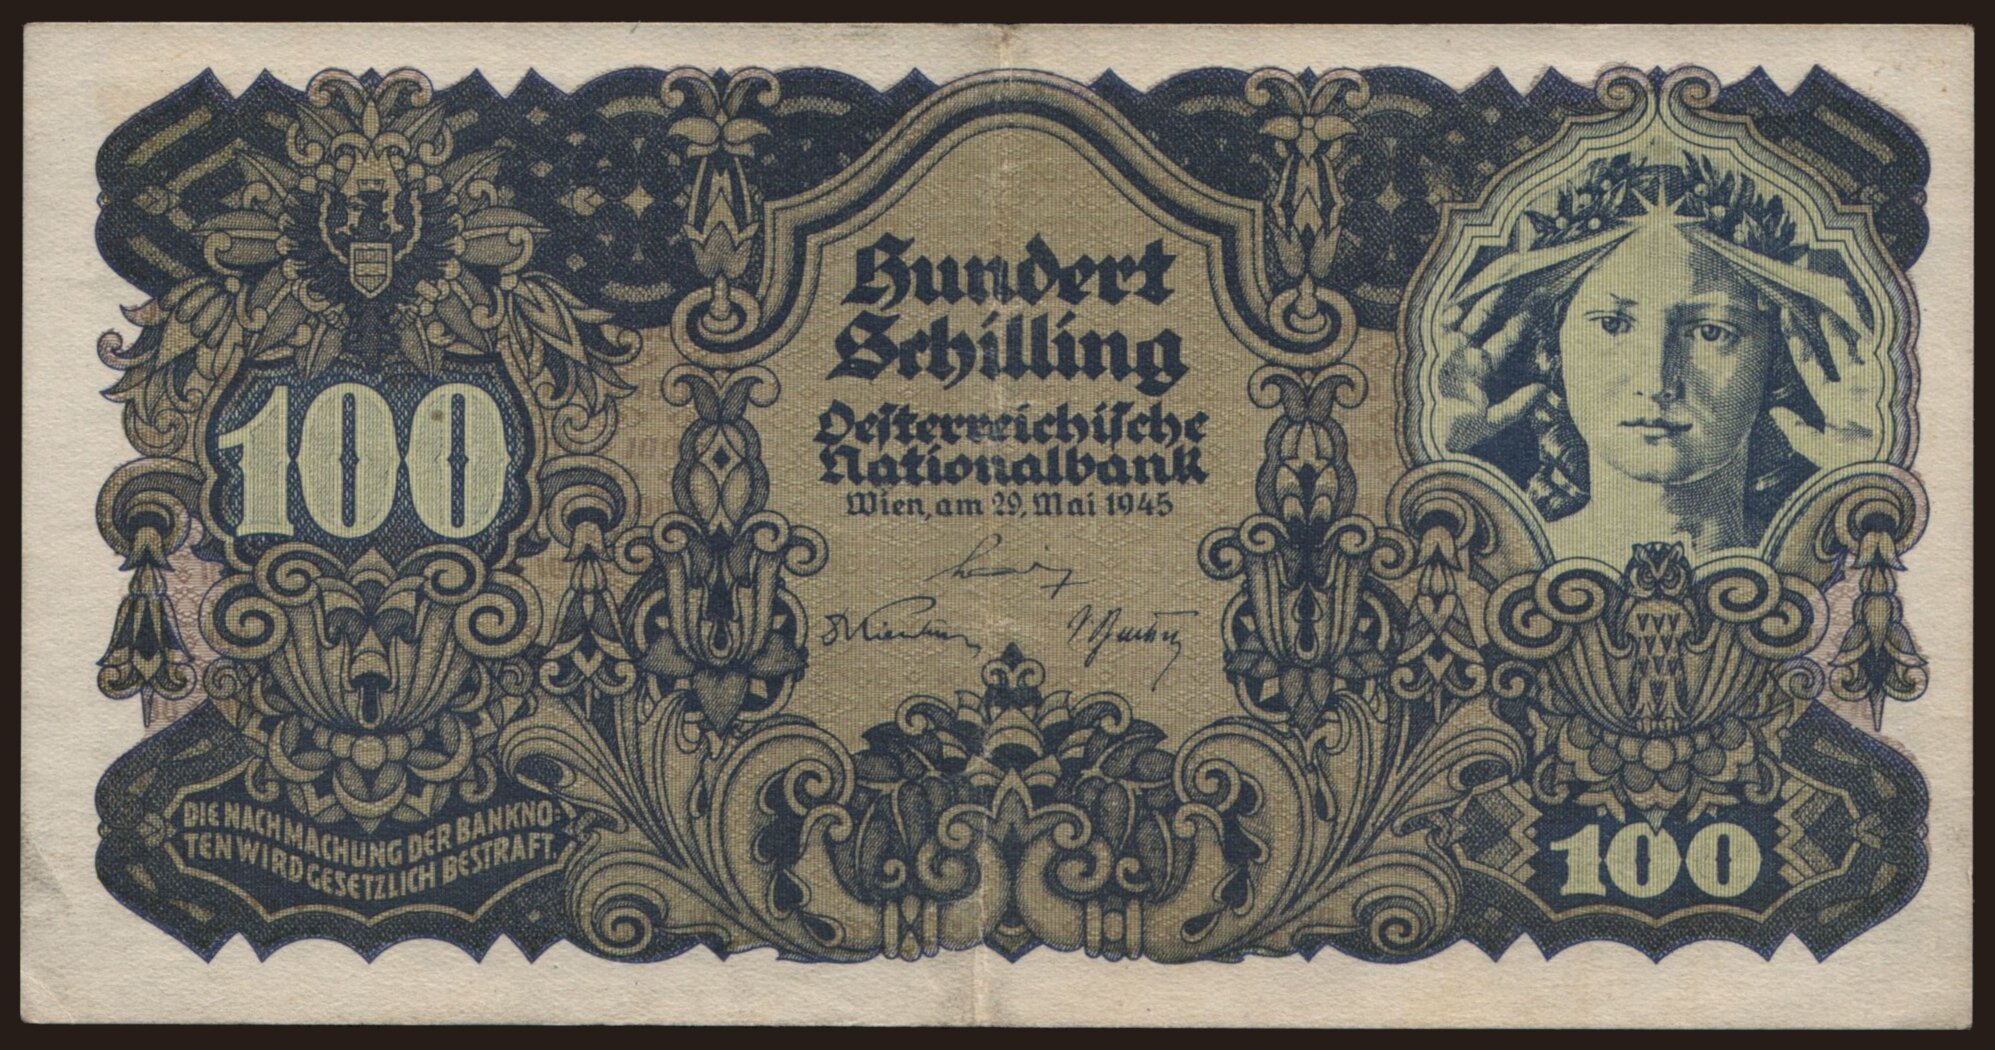 Hundert
Schilling
Oesterreichische
Nationalbank
Wien, am 29. Mai 1945
100
DIE NACHMACHUNG DER BANKNO=
TEN WIRD GESETZLICH BESTRAFT.
100